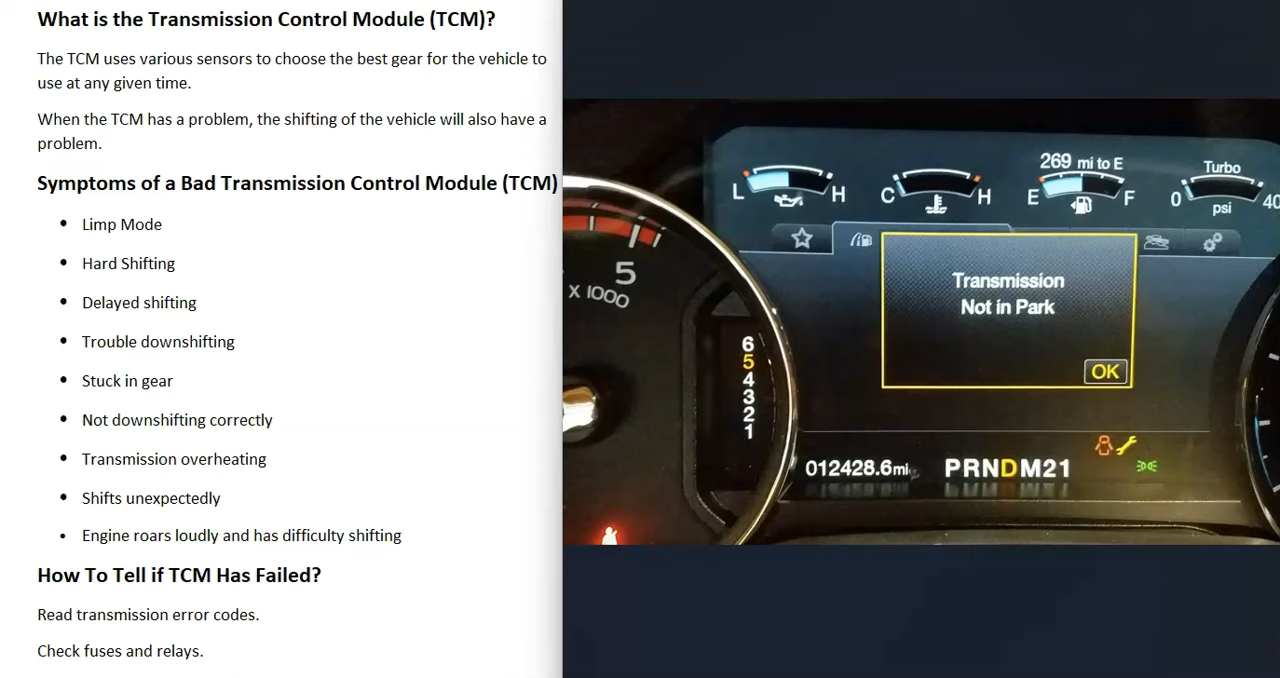 What is the Transmission Control Module (TCM)?
The TCM uses various sensors to choose the best gear for the vehicle to
use at any given time.
When the TCM has a problem, the shifting of the vehicle will also have a
problem.
Symptoms of a Bad Transmission Control Module (TCM)
• Limp Mode
• Hard Shifting
• Delayed shifting
• Trouble downshifting
• Stuck in gear
• Not downshifting correctly
• Transmission overheating
• Shifts unexpectedly
• Engine roars loudly and has difficulty shifting
How To Tell if TCM Has Failed?
Read transmission error codes.
Check fuses and relays.
269 mi to E
Turbo
L H
C H
E F
0 40
psi
5
X 1000
Transmission
Not in Park
OK
6
5
4
3
2
1
012428.6mi
PRNDM21